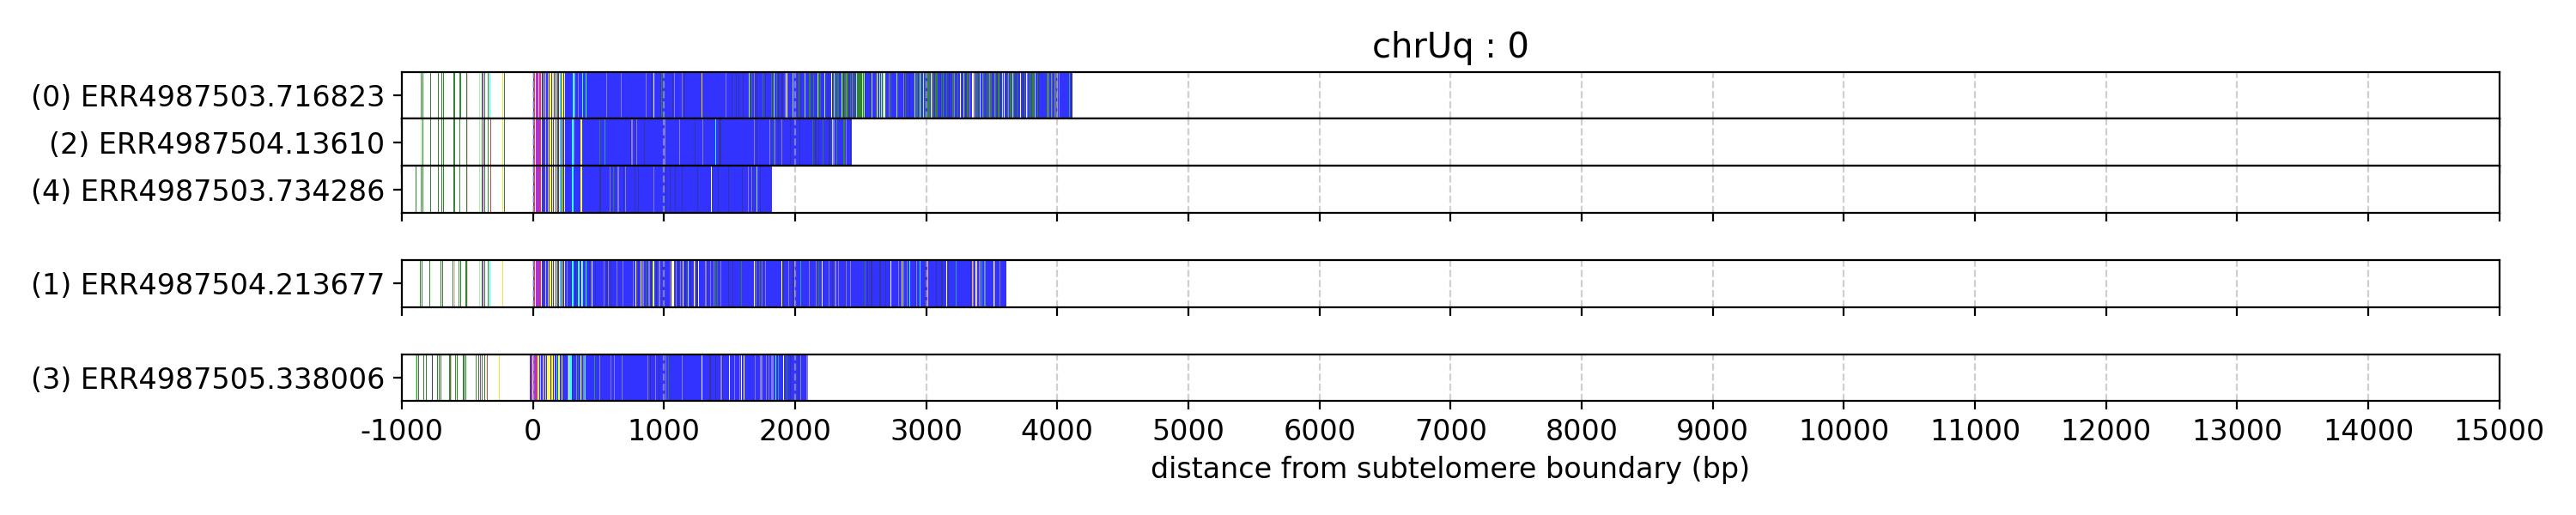 chrUq : 0
(0) ERR4987503.716823
(2) ERR4987504.13610
(4) ERR4987503.734286
(1) ERR4987504.213677
(3) ERR4987505.338006
-1000 0 1000 2000 3000 4000 5000 6000 7000 8000 9000 10000 11000 12000 13000 14000 15000
distance from subtelomere boundary (bp)